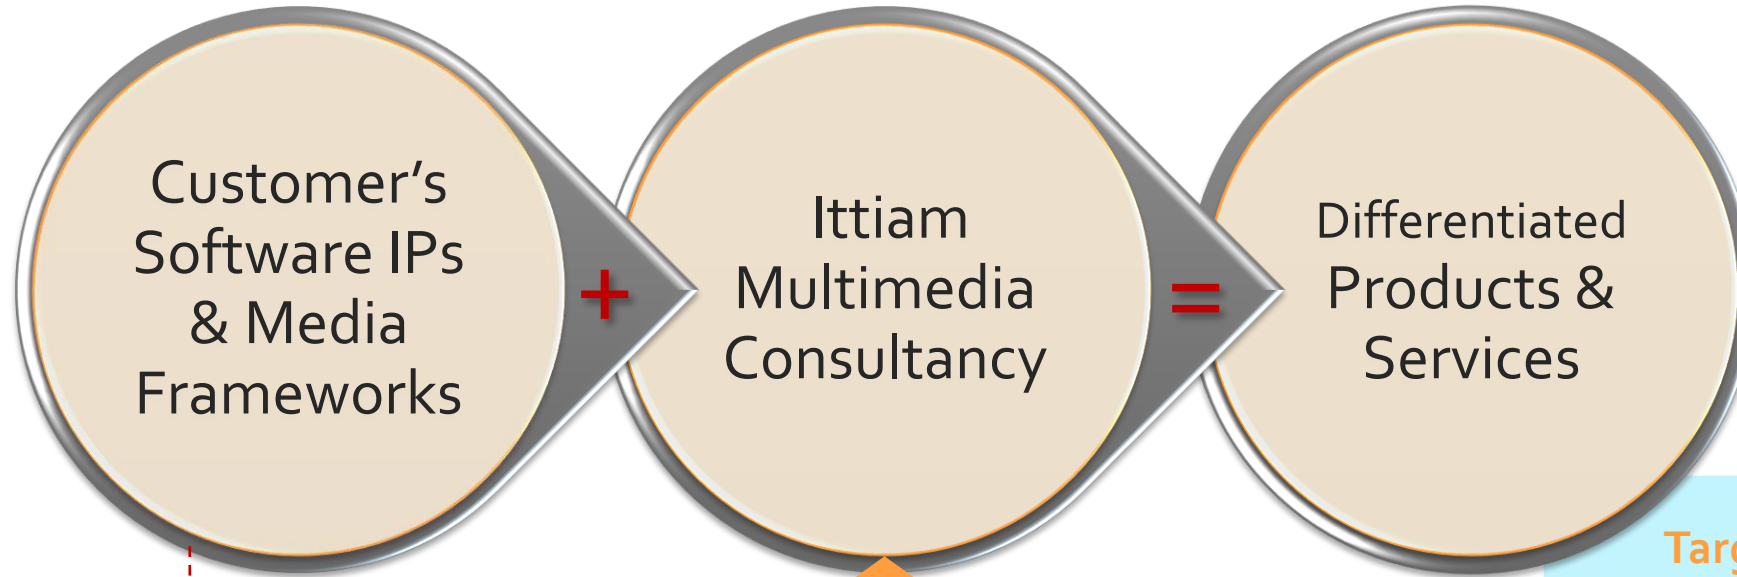 Customer’s
Software IPs
& Media
Frameworks
+
Ittiam
Multimedia
Consultancy
=
Differentiated
Products &
Services